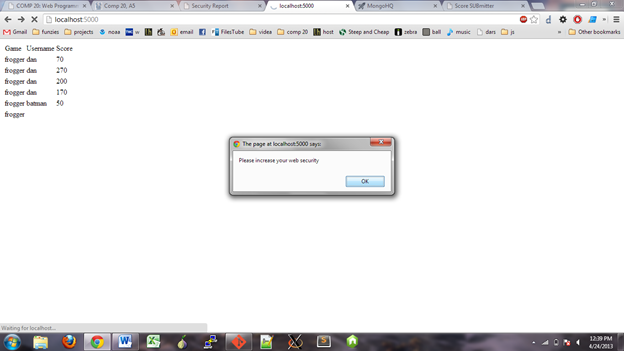 COMP 20: Web Programm
Comp 20, A5
Security Report
localhost:5000
MongoHQ
Score SUBmitter
localhost:5000
Gmail
funzies
projects
noaa
h
Images
email
FilesTube
videa
comp 20
host
Steep and Cheap
zebra
ball
dars
music
js
»
Other bookmarks
Game Username Score
frogger dan 70
frogger dan 270
frogger dan 200
frogger dan 170
frogger batman 50
frogger
The page at localhost:5000 says:
Please increase your web security
OK
Waiting for localhost...
12:39 PM
4/24/2013